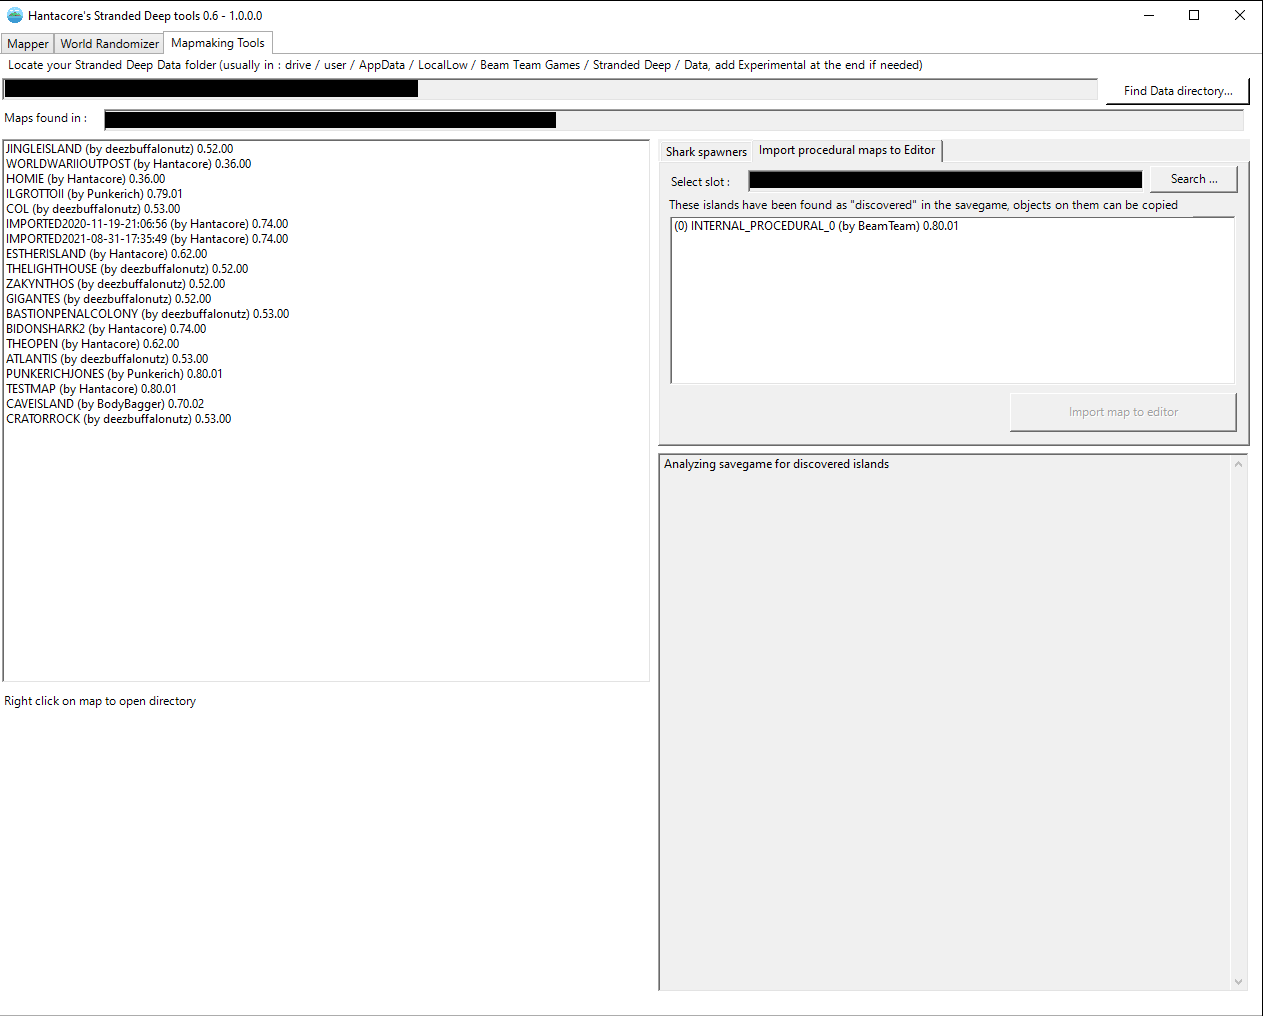 Hantacore's Stranded Deep tools 0.6 - 1.0.0.0
Mapper World Randomizer Mapmaking Tools
Locate your Stranded Deep Data folder (usually in : drive / user / AppData / LocalLow / Beam Team Games / Stranded Deep / Data, add Experimental at the end if needed)
Find Data directory...
Maps found in :
JINGLEISLAND (by deezbuffalonutz) 0.52.00
WORLDWARIIOUTPOST (by Hantacore) 0.36.00
HOMIE (by Hantacore) 0.36.00
ILGROTTOII (by Punkerich) 0.79.01
COL (by deezbuffalonutz) 0.53.00
IMPORTED2020-11-19-21:06:56 (by Hantacore) 0.74.00
IMPORTED2021-08-31-17:35:49 (by Hantacore) 0.74.00
ESTHERISLAND (by Hantacore) 0.62.00
THELIGHTHOUSE (by deezbuffalonutz) 0.52.00
ZAKYNTHOS (by deezbuffalonutz) 0.52.00
GIGANTES (by deezbuffalonutz) 0.52.00
BASTIONPENALCOLONY (by deezbuffalonutz) 0.53.00
BIDONSHARK2 (by Hantacore) 0.74.00
THEOPEN (by Hantacore) 0.62.00
ATLANTIS (by deezbuffalonutz) 0.53.00
PUNKERICHJONES (by Punkerich) 0.80.01
TESTMAP (by Hantacore) 0.80.01
CAVEISLAND (by BodyBagger) 0.70.02
CRATORROCK (by deezbuffalonutz) 0.53.00
Right click on map to open directory
Shark spawners Import procedural maps to Editor
Select slot : Search ...
These islands have been found as "discovered" in the savegame, objects on them can be copied
(0) INTERNAL_PROCEDURAL_0 (by BeamTeam) 0.80.01
Import map to editor
Analyzing savegame for discovered islands